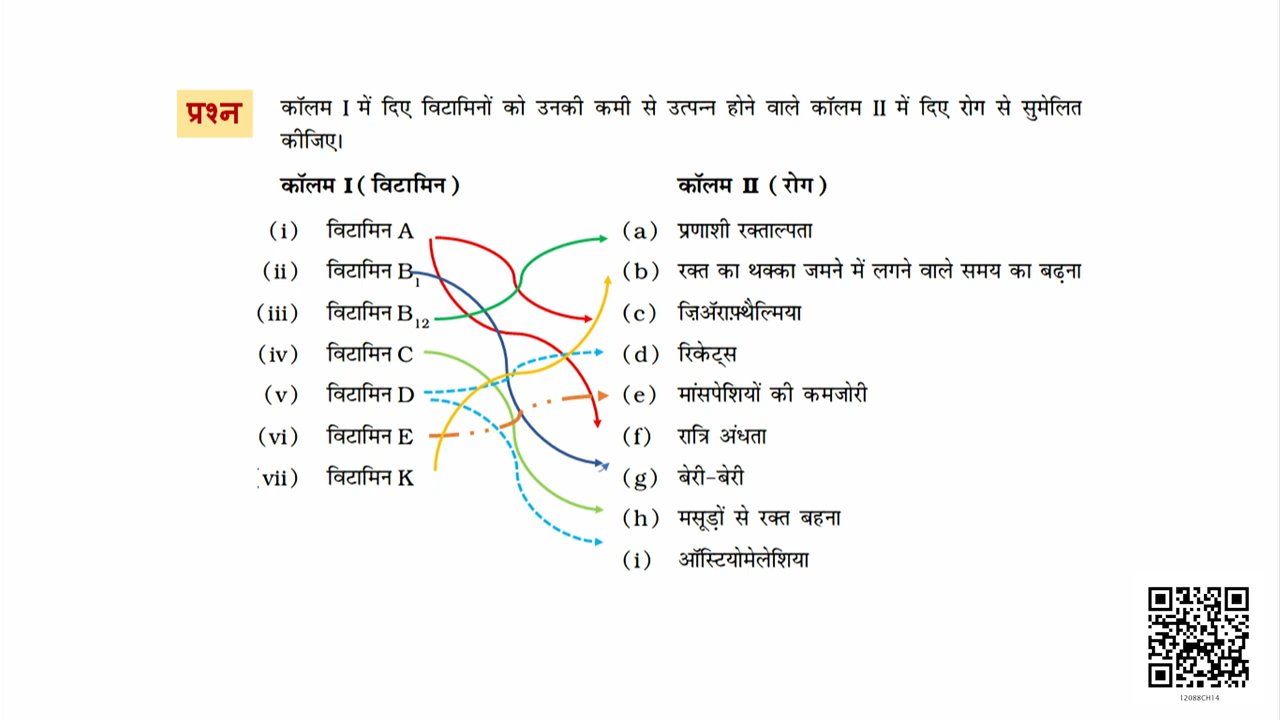 प्रश्न
कॉलम I में दिए विटामिनों को उनकी कमी से उत्पन्न होने वाले कॉलम II में दिए रोग से सुमेलित
कीजिए।
कॉलम I ( विटामिन ) कॉलम II ( रोग )
(i) विटामिन A (a) प्रणाशी रक्ताल्पता
(ii) विटामिन B1 (b) रक्त का थक्का जमने में लगने वाले समय का बढ़ना
(iii) विटामिन B12 (c) ज़िऑराफ़्थैल्मिया
(iv) विटामिन C (d) रिकेट्स
(v) विटामिन D (e) मांसपेशियों की कमजोरी
(vi) विटामिन E (f) रात्रि अंधता
(vii) विटामिन K (g) बेरी-बेरी
(h) मसूड़ों से रक्त बहना
(i) ऑस्टियोमेलेशिया
12088CH14